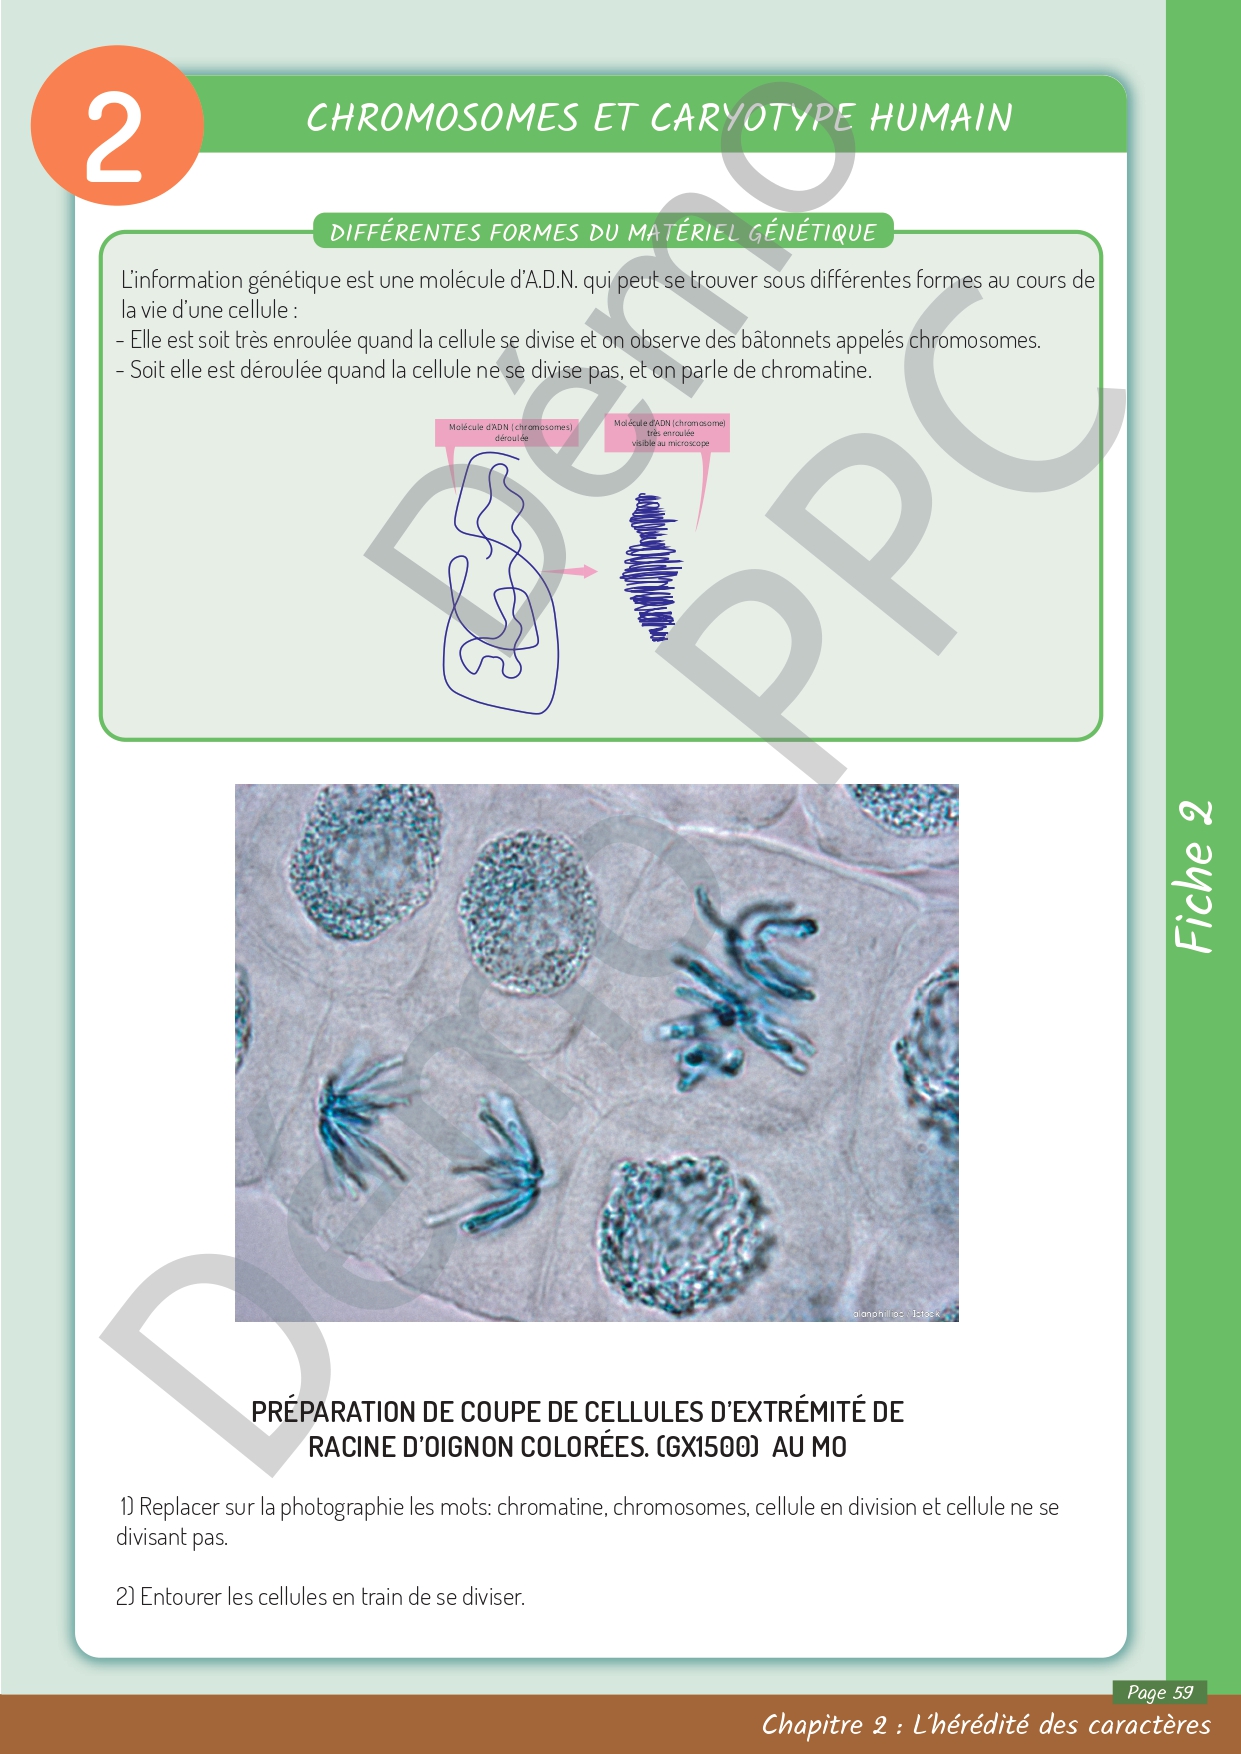 2
CHROMOSOMES ET CARYOTYPE HUMAIN
DIFFÉRENTES FORMES DU MATÉRIEL GÉNÉTIQUE
L'information génétique est une molécule d'A.D.N. qui peut se trouver sous différentes formes au cours de
la vie d'une cellule :
- Elle est soit très enroulée quand la cellule se divise et on observe des bâtonnets appelés chromosomes.
- Soit elle est déroulée quand la cellule ne se divise pas, et on parle de chromatine.
Molécule d'ADN (chromosomes)
déroulée
Molécule d'ADN (chromosome)
très enroulée
visible au microscope
Démo
PPC
Fiche 2
Démo
alanphillips / Istock
PRÉPARATION DE COUPE DE CELLULES D'EXTRÉMITÉ DE
RACINE D'OIGNON COLORÉES. (GX1500) AU MO
1) Replacer sur la photographie les mots: chromatine, chromosomes, cellule en division et cellule ne se
divisant pas.
2) Entourer les cellules en train de se diviser.
Page 59
Chapitre 2 : L'hérédité des caractères